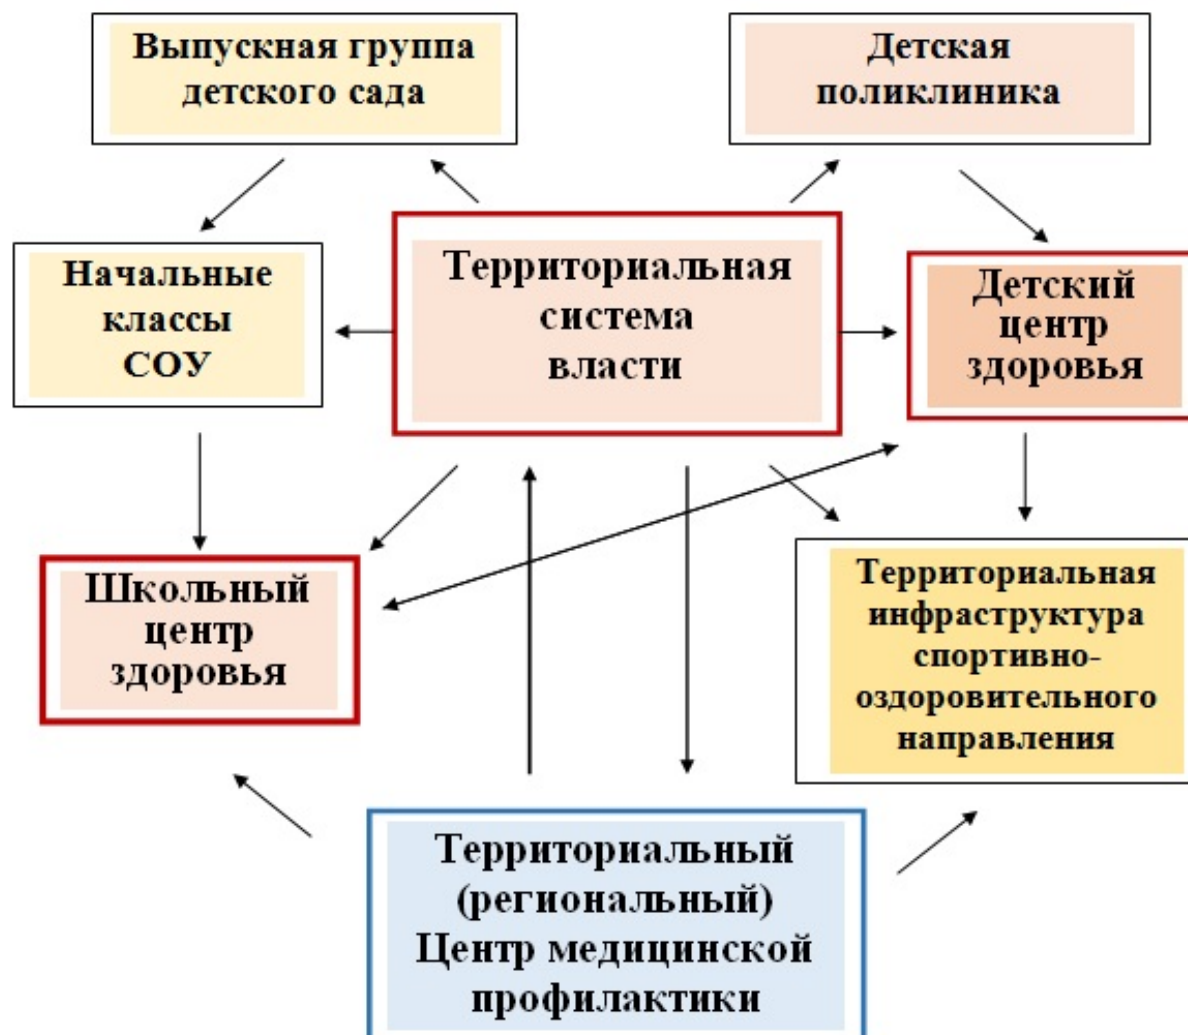 Выпускная группа
детского сада
Детская
поликлиника
Начальные
классы
СОУ
Территориальная
система
власти
Детский
центр
здоровья
Школьный
центр
здоровья
Территориальная
инфраструктура
спортивно-
оздоровительного
направления
Территориальный
(региональный)
Центр медицинской
профилактики